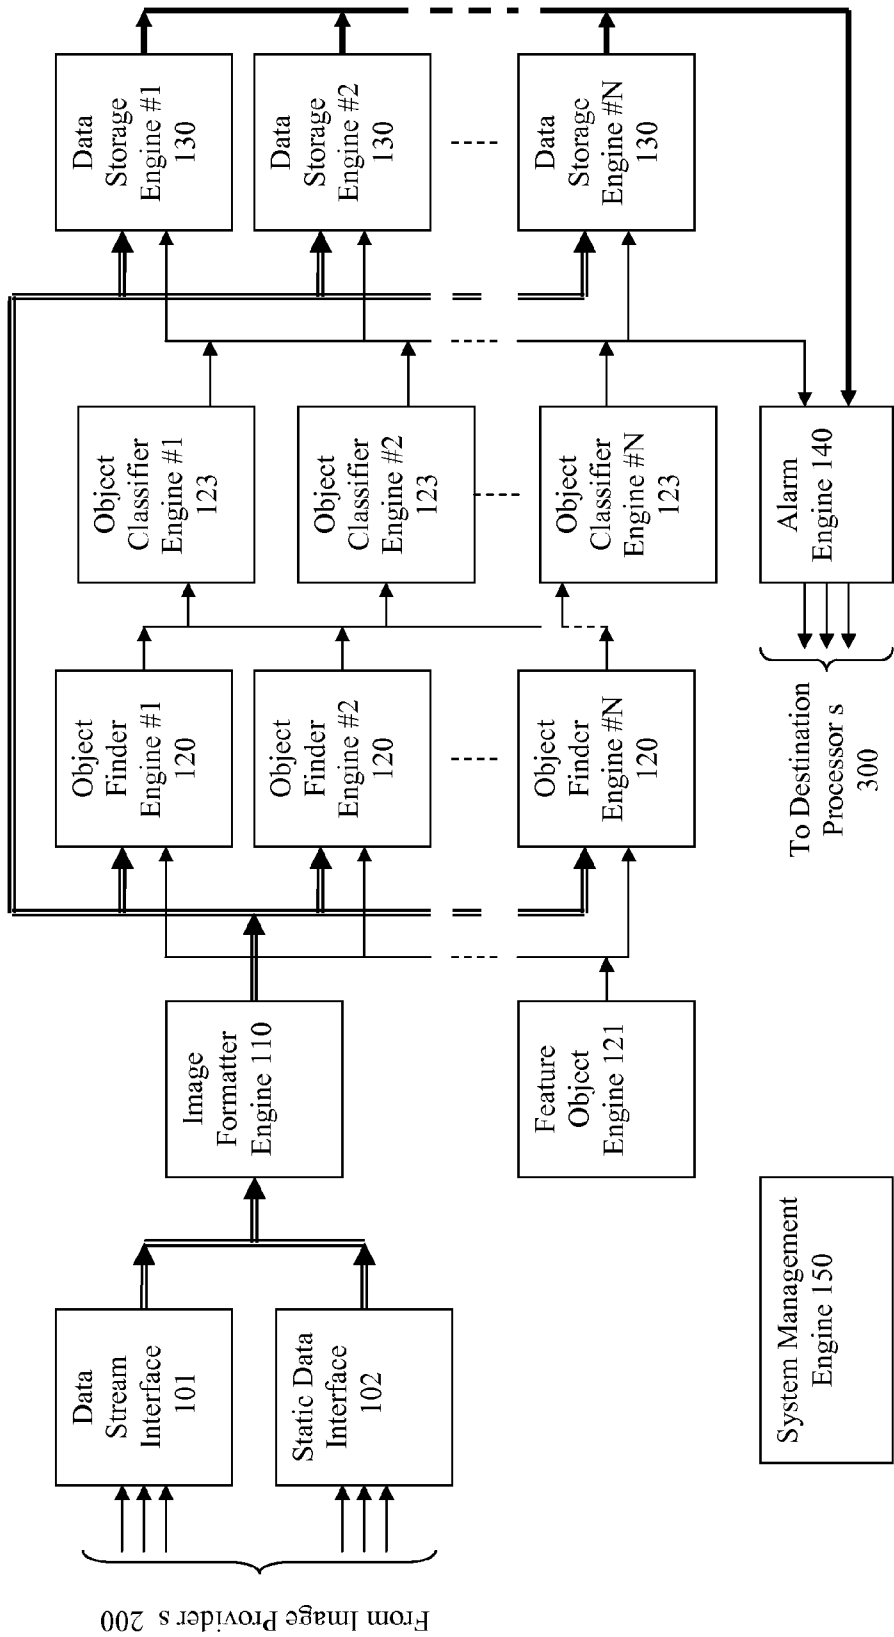 From Image Provider s 200
Data
Stream
Interface
101
Static Data
Interface
102
Image
Formatter
Engine 110
Feature
Object
Engine 121
System Management
Engine 150
Object
Finder
Engine #1
120
Object
Finder
Engine #2
120
Object
Finder
Engine #N
120
Object
Classifier
Engine #1
123
Object
Classifier
Engine #2
123
Object
Classifier
Engine #N
123
Data
Storage
Engine #1
130
Data
Storage
Engine #2
130
Data
Storage
Engine #N
130
Alarm
Engine 140
To Destination
Processor s
300